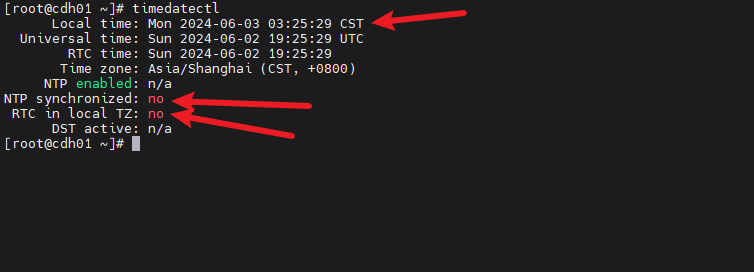 [root@cdh01 ~]# timedatectl
Local time: Mon 2024-06-03 03:25:29 CST
Universal time: Sun 2024-06-02 19:25:29 UTC
RTC time: Sun 2024-06-02 19:25:29
Time zone: Asia/Shanghai (CST, +0800)
NTP enabled: n/a
NTP synchronized: no
RTC in local TZ: no
DST active: n/a
[root@cdh01 ~]#